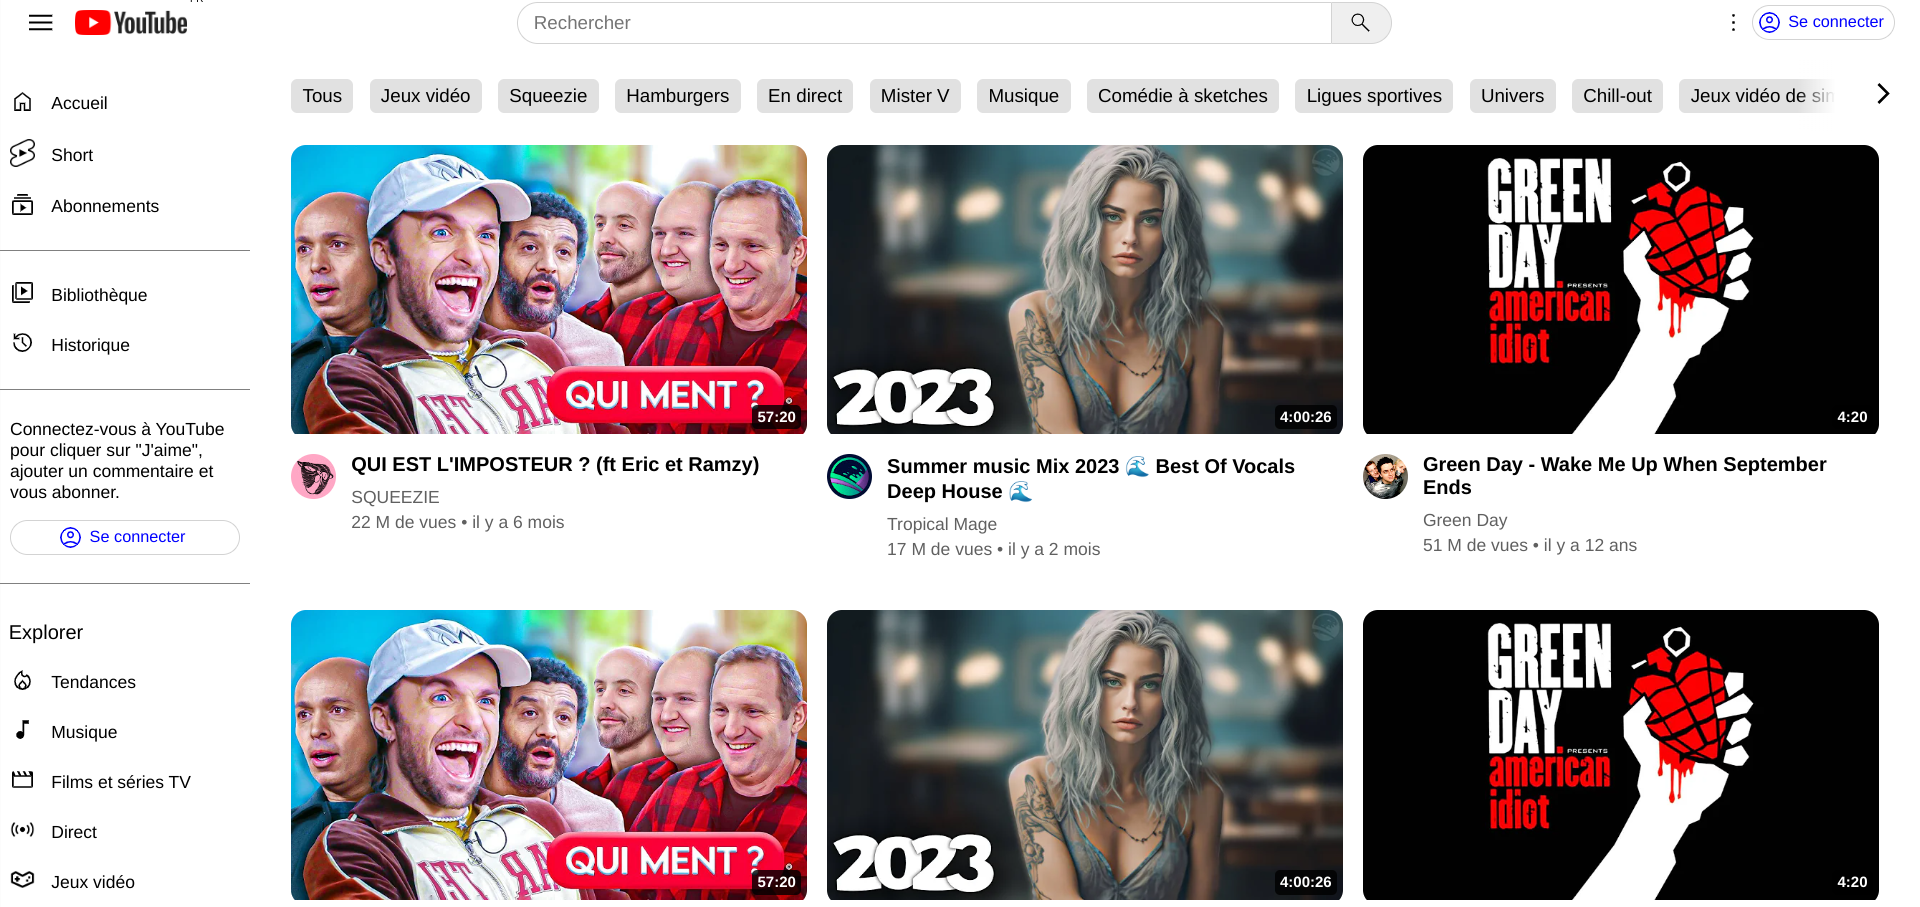 YouTube
Rechercher
Se connecter
Accueil
Short
Abonnements
Bibliothèque
Historique
Connectez-vous à YouTube
pour cliquer sur "J'aime",
ajouter un commentaire et
vous abonner.
Se connecter
Explorer
Tendances
Musique
Films et séries TV
Direct
Jeux vidéo
Tous Jeux vidéo Squeezie Hamburgers En direct Mister V Musique Comédie à sketches Ligues sportives Univers Chill-out Jeux vidéo de sin
QUI MENT ?
57:20
QUI EST L'IMPOSTEUR ? (ft Eric et Ramzy)
SQUEEZIE
22 M de vues • il y a 6 mois
2023
4:00:26
Summer music Mix 2023 🌊 Best Of Vocals
Deep House 🌊
Tropical Mage
17 M de vues • il y a 2 mois
GREEN
DAY.
PRESENTS
american
idiot
4:20
Green Day - Wake Me Up When September
Ends
Green Day
51 M de vues • il y a 12 ans
QUI MENT ?
57:20
2023
4:00:26
GREEN
DAY.
PRESENTS
american
idiot
4:20